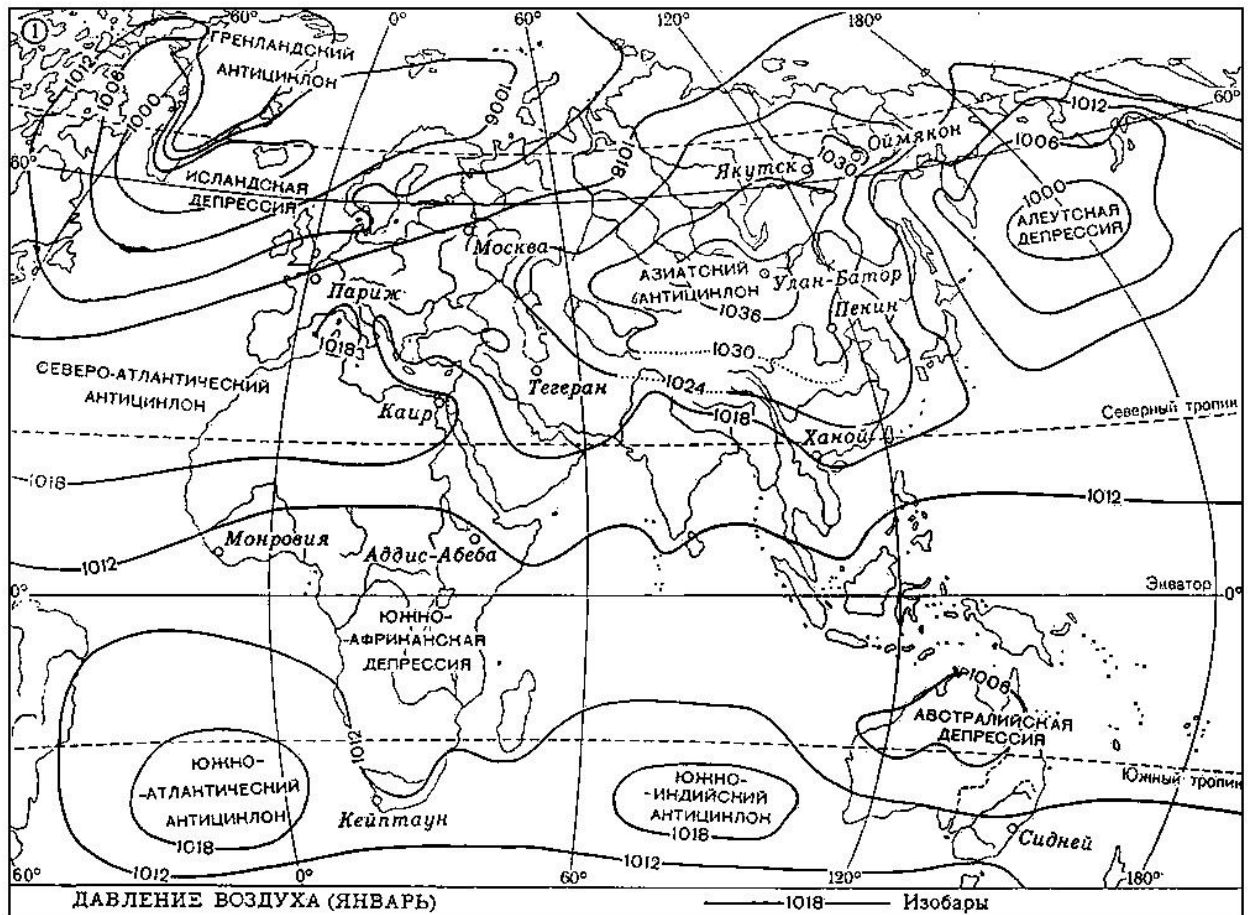 1
60°
0°
60°
120°
180°
ГРЕНЛАНДСКИЙ
АНТИЦИКЛОН
1012
1006
1000
1006
1012
60°
1006
60°
ИСЛАНДСКАЯ
ДЕПРЕССИЯ
1018
Оймякон
1030
Якутск
1000
АЛЕУТСКАЯ
ДЕПРЕССИЯ
Москва
АЗИАТСКИЙ
АНТИЦИКЛОН
1036
Улан-Батор
Пекин
Париж
1018
1030
СЕВЕРО-АТЛАНТИЧЕСКИЙ
АНТИЦИКЛОН
Тегеран
1024
Каир
1018
Северный тропик
Ханой
1018
1012
Монровия
Аддис-Абеба
1012
Экватор
0°
0°
ЮЖНО-
-АФРИКАНСКАЯ
ДЕПРЕССИЯ
1006
АВСТРАЛИЙСКАЯ
ДЕПРЕССИЯ
1012
Южный тропик
ЮЖНО-
-АТЛАНТИЧЕСКИЙ
АНТИЦИКЛОН
1018
ЮЖНО-
-ИНДИЙСКИЙ
АНТИЦИКЛОН
1018
Кейптаун
Сидней
1012
1012
60°
0°
60°
120°
180°
ДАВЛЕНИЕ ВОЗДУХА (ЯНВАРЬ)
1018 Изобары